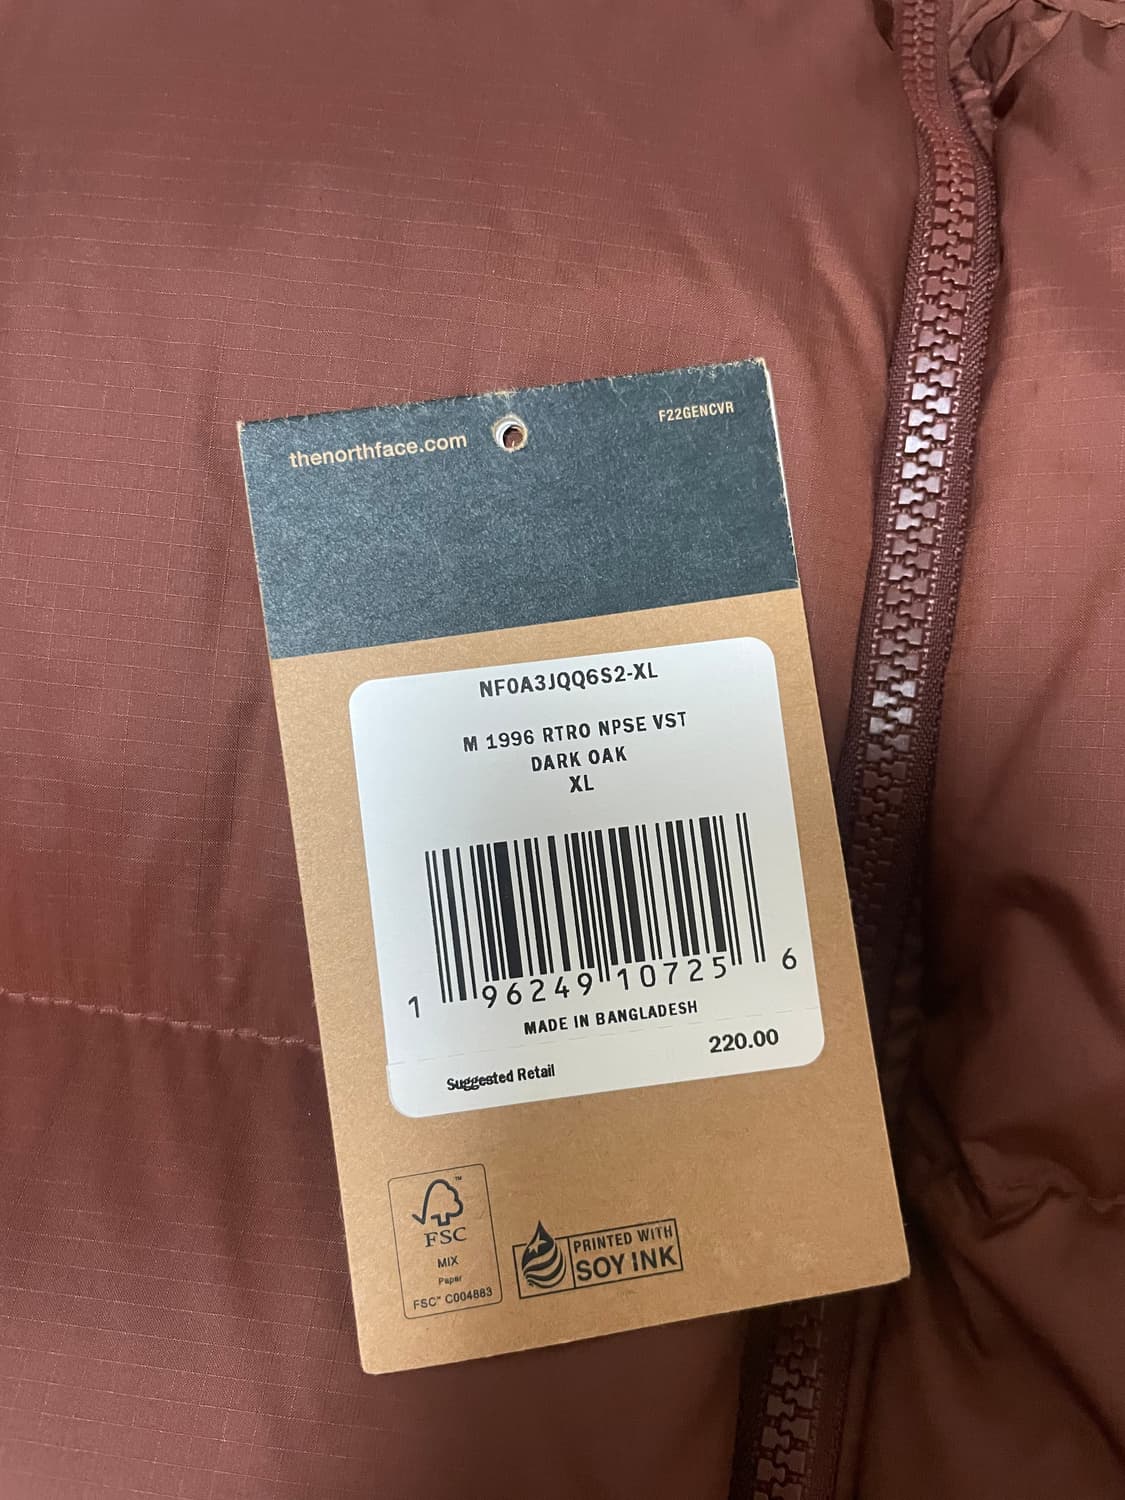 thenorthface.com
F22GENCVR
NF0A3JQQ6S2-XL
M 1996 RTRO NPSE VST
DARK OAK
XL
1 96249 10725 6
MADE IN BANGLADESH
220.00
Suggested Retail
™
FSC
MIX
Paper
FSC® C004883
PRINTED WITH
SOY INK